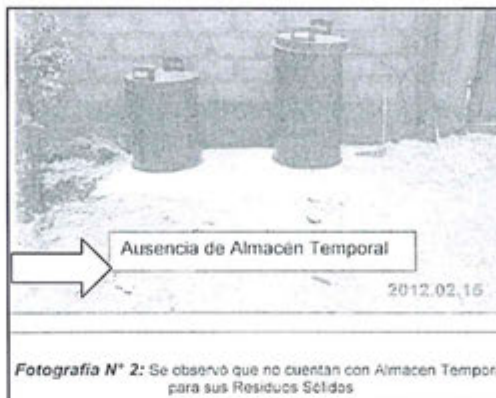 Ausencia de Almacén Temporal
2012.02.15
Fotografía N° 2: Se observó que no cuentan con Almacen Tempor
para sus Residuos Sólidos